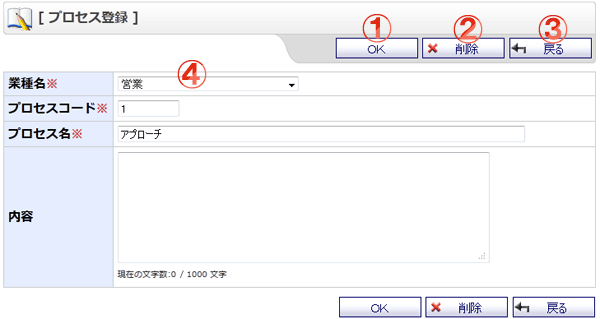 [ プロセス登録 ]
① ② ③
OK 削除 戻る
④
業種名※ 営業
プロセスコード※ 1
プロセス名※ アプローチ
内容
現在の文字数:0 / 1000 文字
OK 削除 戻る